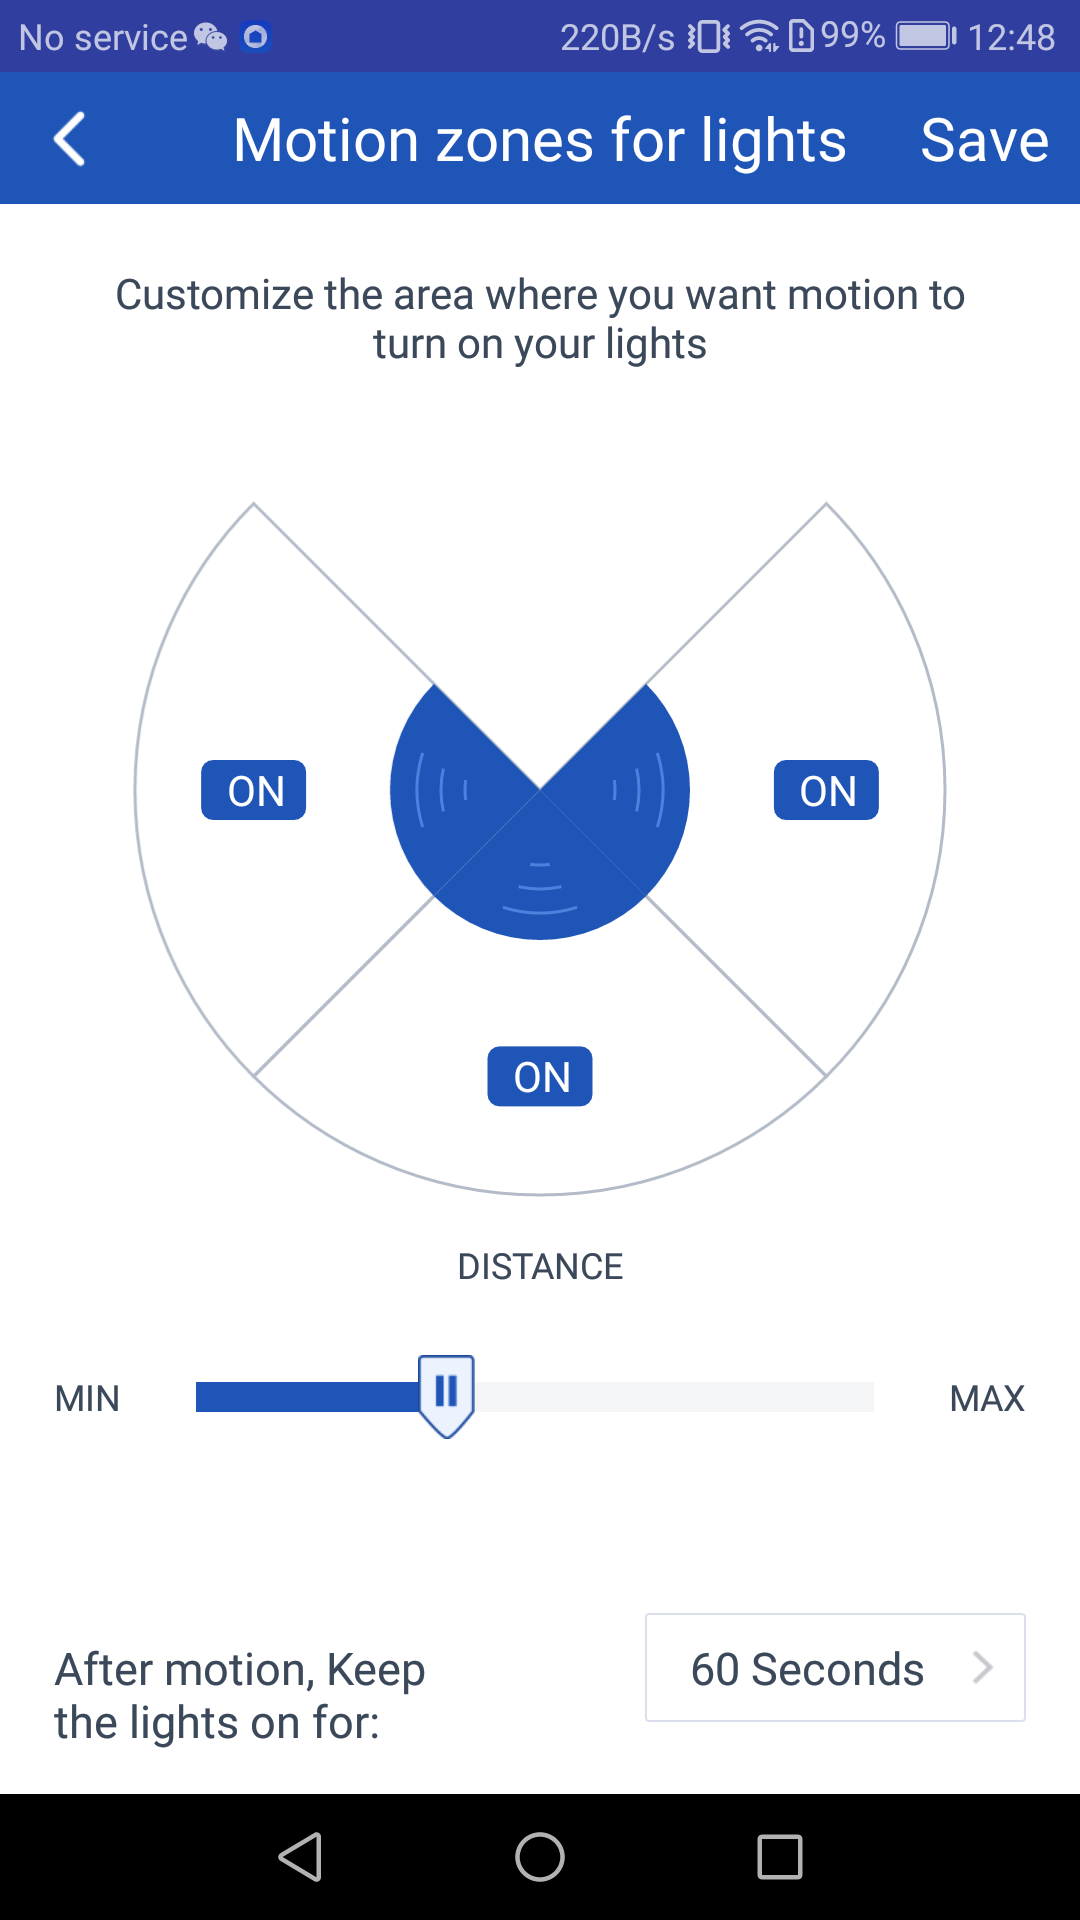 No service 220B/s 99% 12:48
Motion zones for lights Save
Customize the area where you want motion to
turn on your lights
ON ON
ON
DISTANCE
MIN MAX
After motion, Keep 60 Seconds
the lights on for: